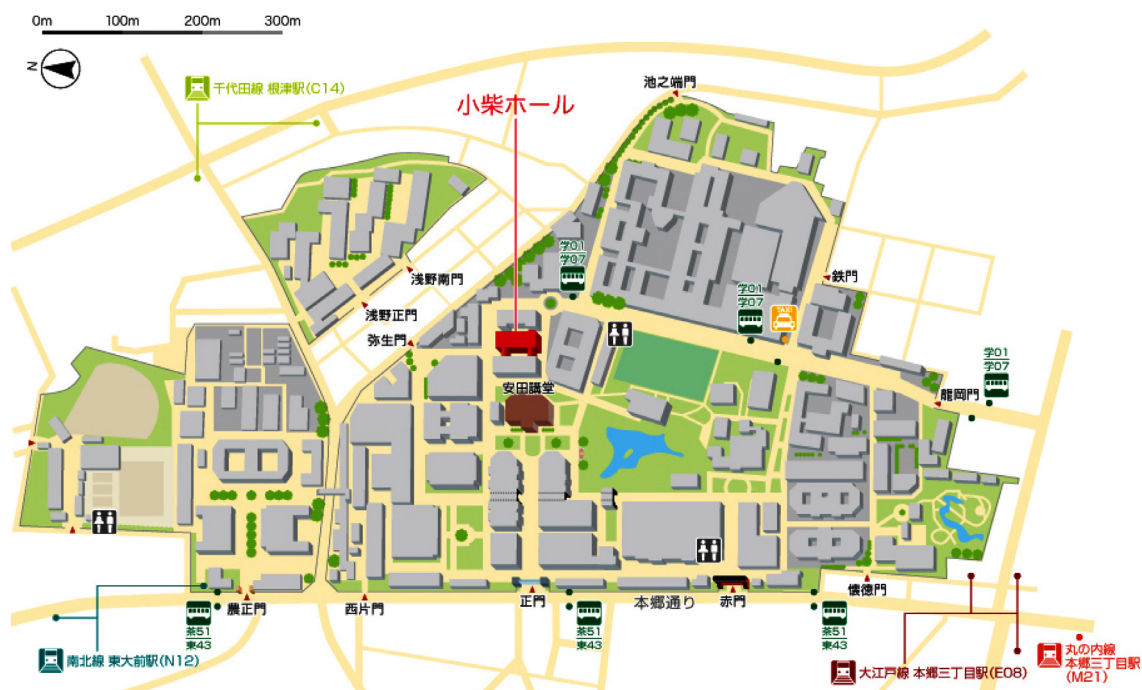 0m 100m 200m 300m
N
千代田線 根津駅(C14)
池之端門
小柴ホール
学01
学07
浅野南門
浅野正門
弥生門
鉄門
学01
学07
TAXI
学01
学07
龍岡門
安田講堂
農正門
西片門
正門
本郷通り
赤門
懐徳門
茶51
東43
茶51
東43
茶51
東43
南北線 東大前駅(N12)
大江戸線 本郷三丁目駅(E08)
丸の内線
本郷三丁目駅
(M21)